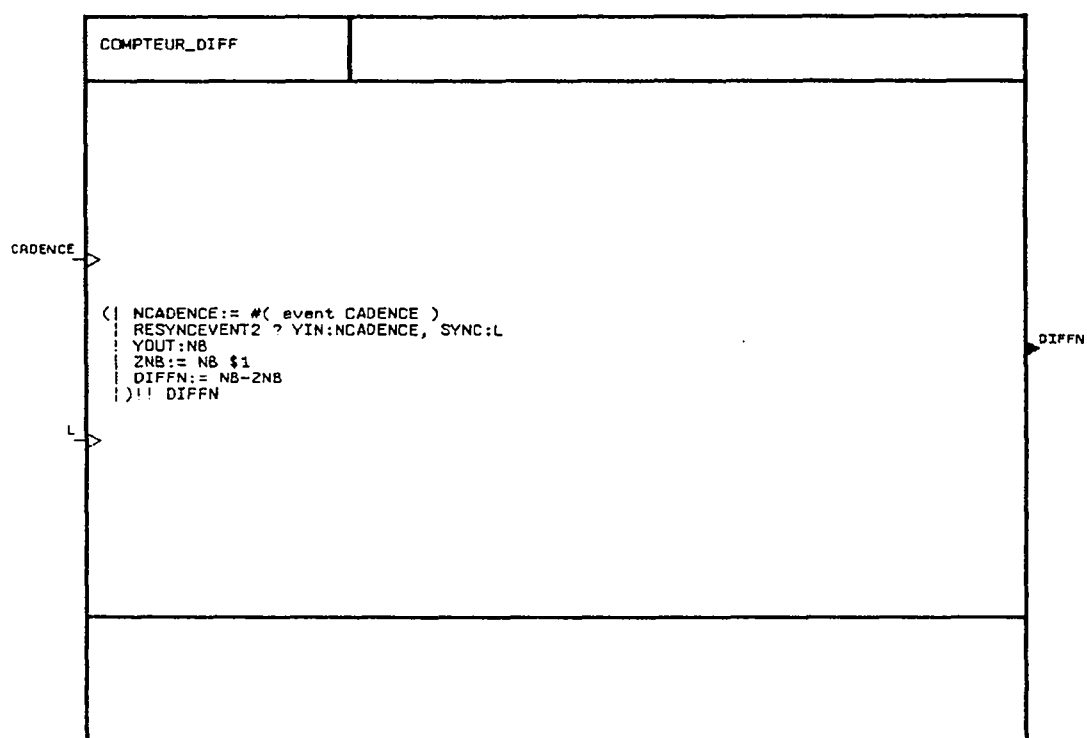 COMPTEUR_DIFF
CADENCE
(| NCADENCE:= #( event CADENCE )
| RESYNCEVENT2 ? YIN:NCADENCE, SYNC:L
! YOUT:NB
| ZNB:= NB $1
| DIFFN:= NB-ZNB
|)!! DIFFN
DIFFN
L